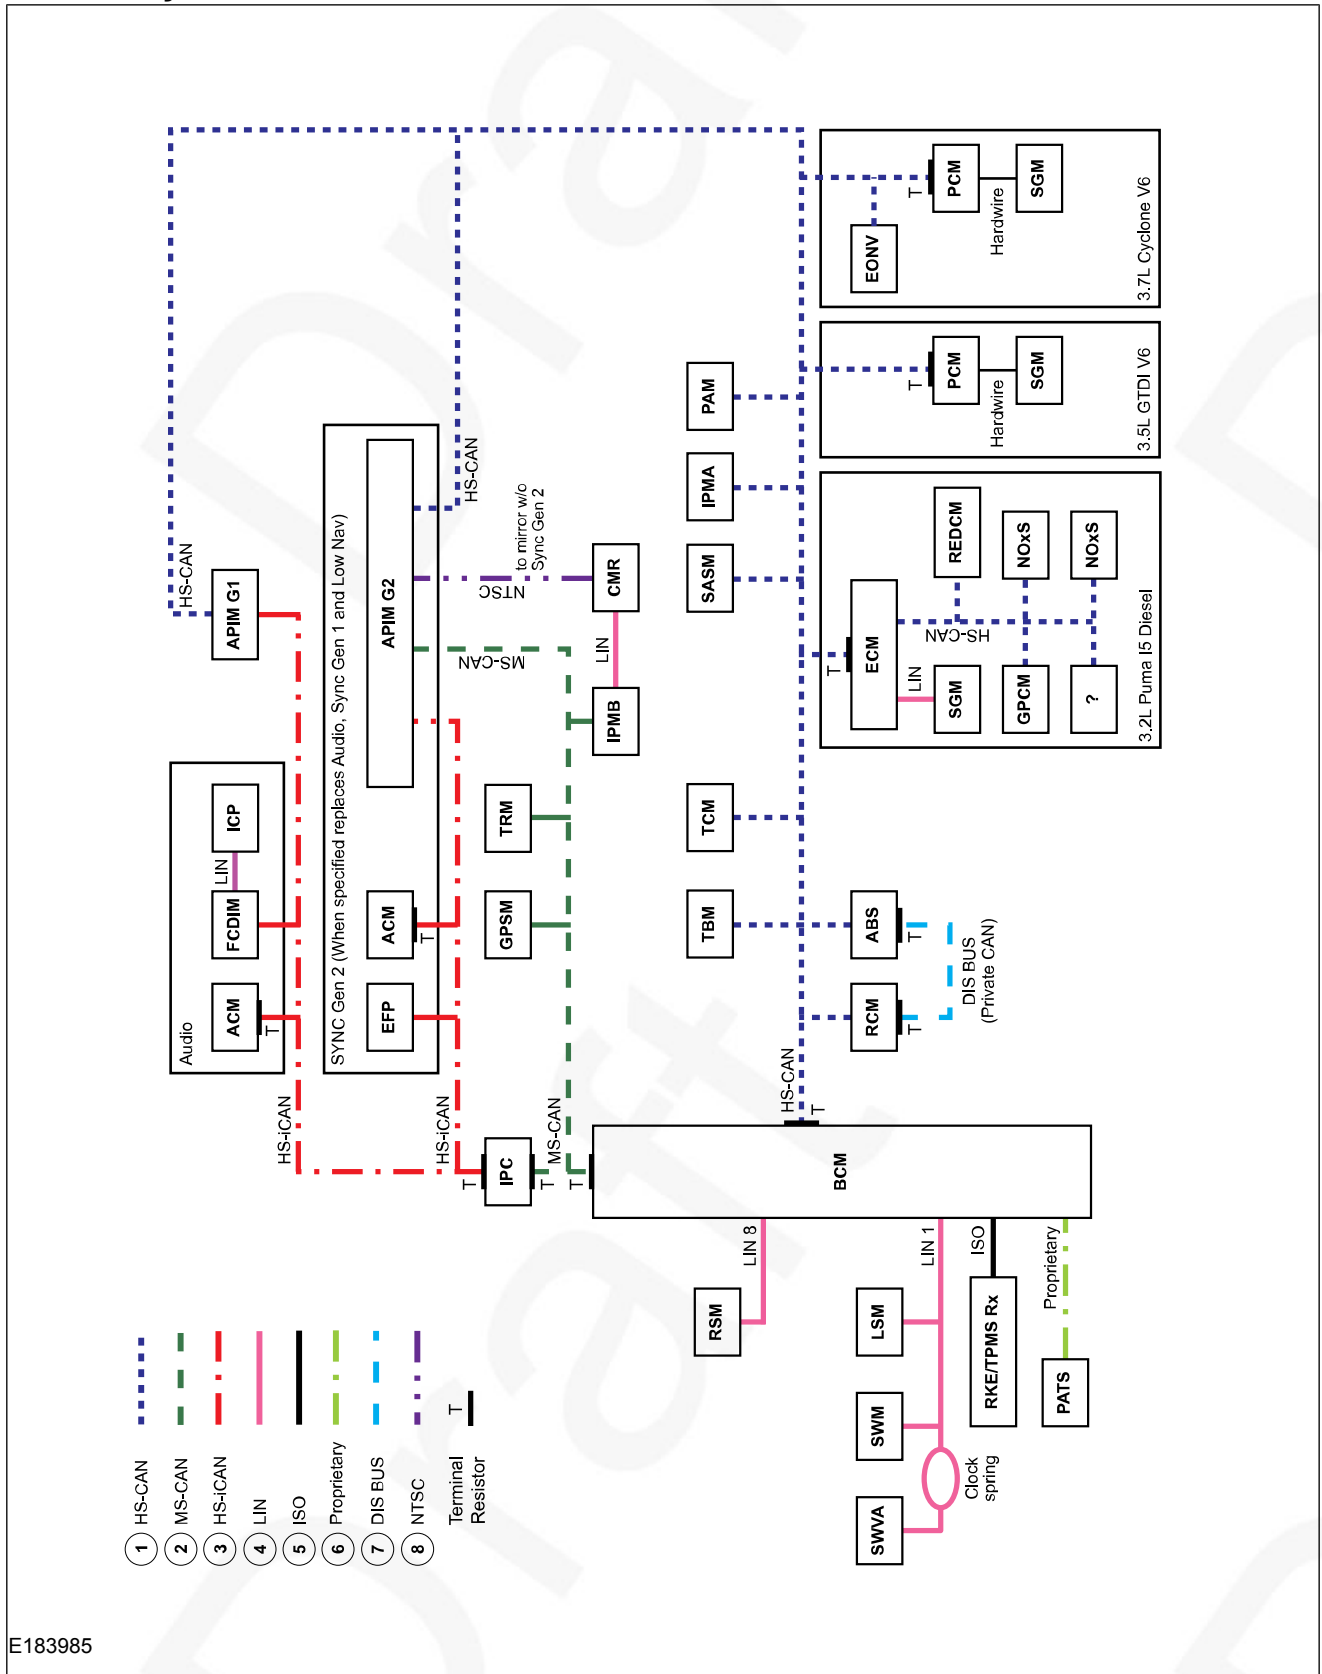 HS-CAN
APIM G1
Audio
ICP
LIN
FCDIM
ACM
T
HS-iCAN
SYNC Gen 2 (When specified replaces Audio, Sync Gen 1 and Low Nav)
APIM G2
ACM
T
EFP
HS-CAN
HS-iCAN
NTSC
to mirror w/o
Sync Gen 2
MS-CAN
CMR
LIN
IPMB
TRM
GPSM
IPC
T
T
MS-CAN
T
PAM
IPMA
SASM
TCM
TBM
HS-CAN
T
ABS
T
RCM
T
DIS BUS
(Private CAN)
EONV
T
PCM
Hardwire
SGM
3.7L Cyclone V6
T
PCM
Hardwire
SGM
3.5L GTDI V6
T
ECM
REDCM
HS-CAN
NOxS
NOxS
LIN
SGM
GPCM
?
3.2L Puma I5 Diesel
BCM
LIN 8
RSM
LIN 1
LSM
SWM
SWVA
Clock
spring
ISO
RKE/TPMS Rx
Proprietary
PATS
1 HS-CAN
2 MS-CAN
3 HS-iCAN
4 LIN
5 ISO
6 Proprietary
7 DIS BUS
8 NTSC
Terminal
Resistor
T
E183985
Draft
Draft